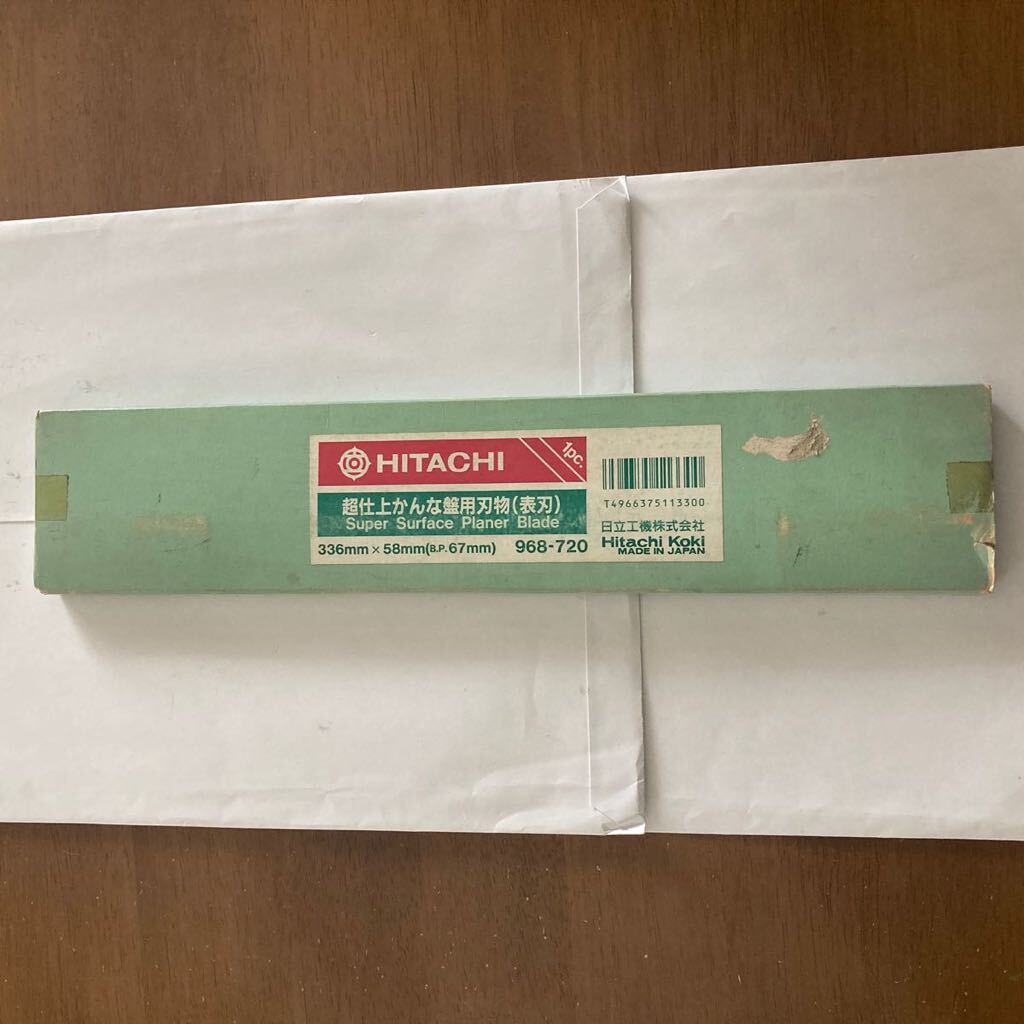 HITACHI
1pc.
超仕上かんな盤用刃物(表刃)
Super Surface Planer Blade
336mm×58mm(B.P.67mm) 968-720
T4966375113300
日立工機株式会社
Hitachi Koki
MADE IN JAPAN